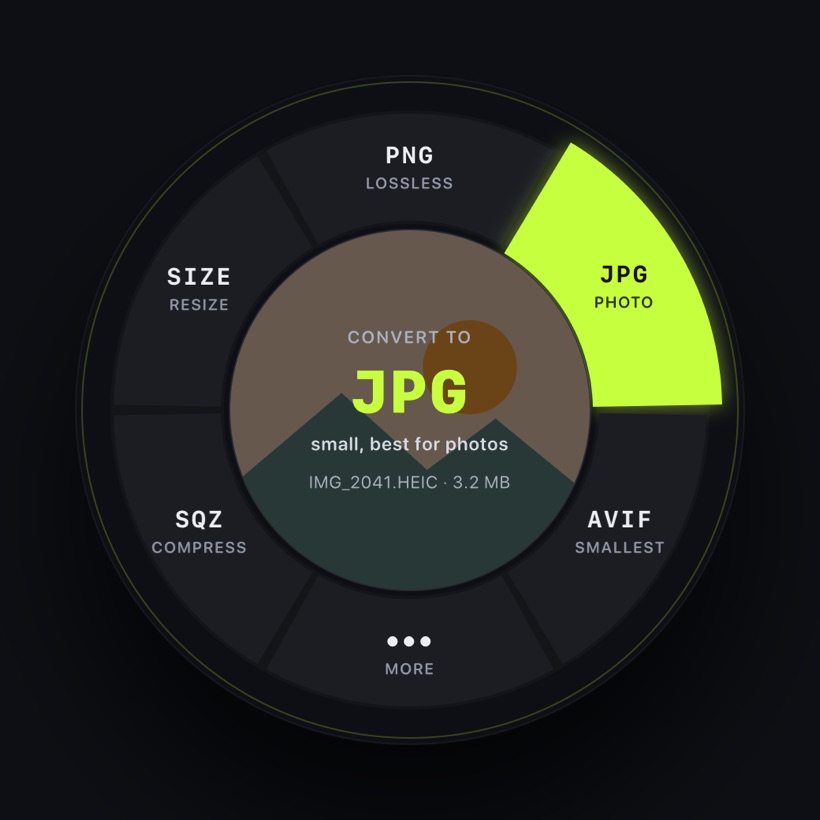 PNG
LOSSLESS
JPG
PHOTO
SIZE
RESIZE
CONVERT TO
JPG
small, best for photos
IMG_2041.HEIC · 3.2 MB
SQZ
COMPRESS
AVIF
SMALLEST
MORE